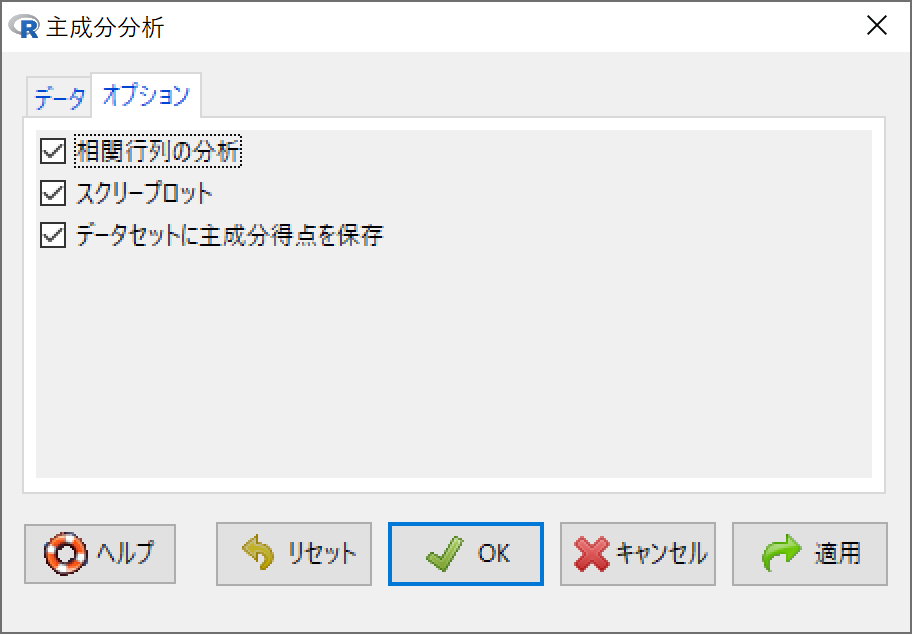 主成分分析
データ オプション
相関行列の分析
スクリープロット
データセットに主成分得点を保存
ヘルプ リセット OK キャンセル 適用